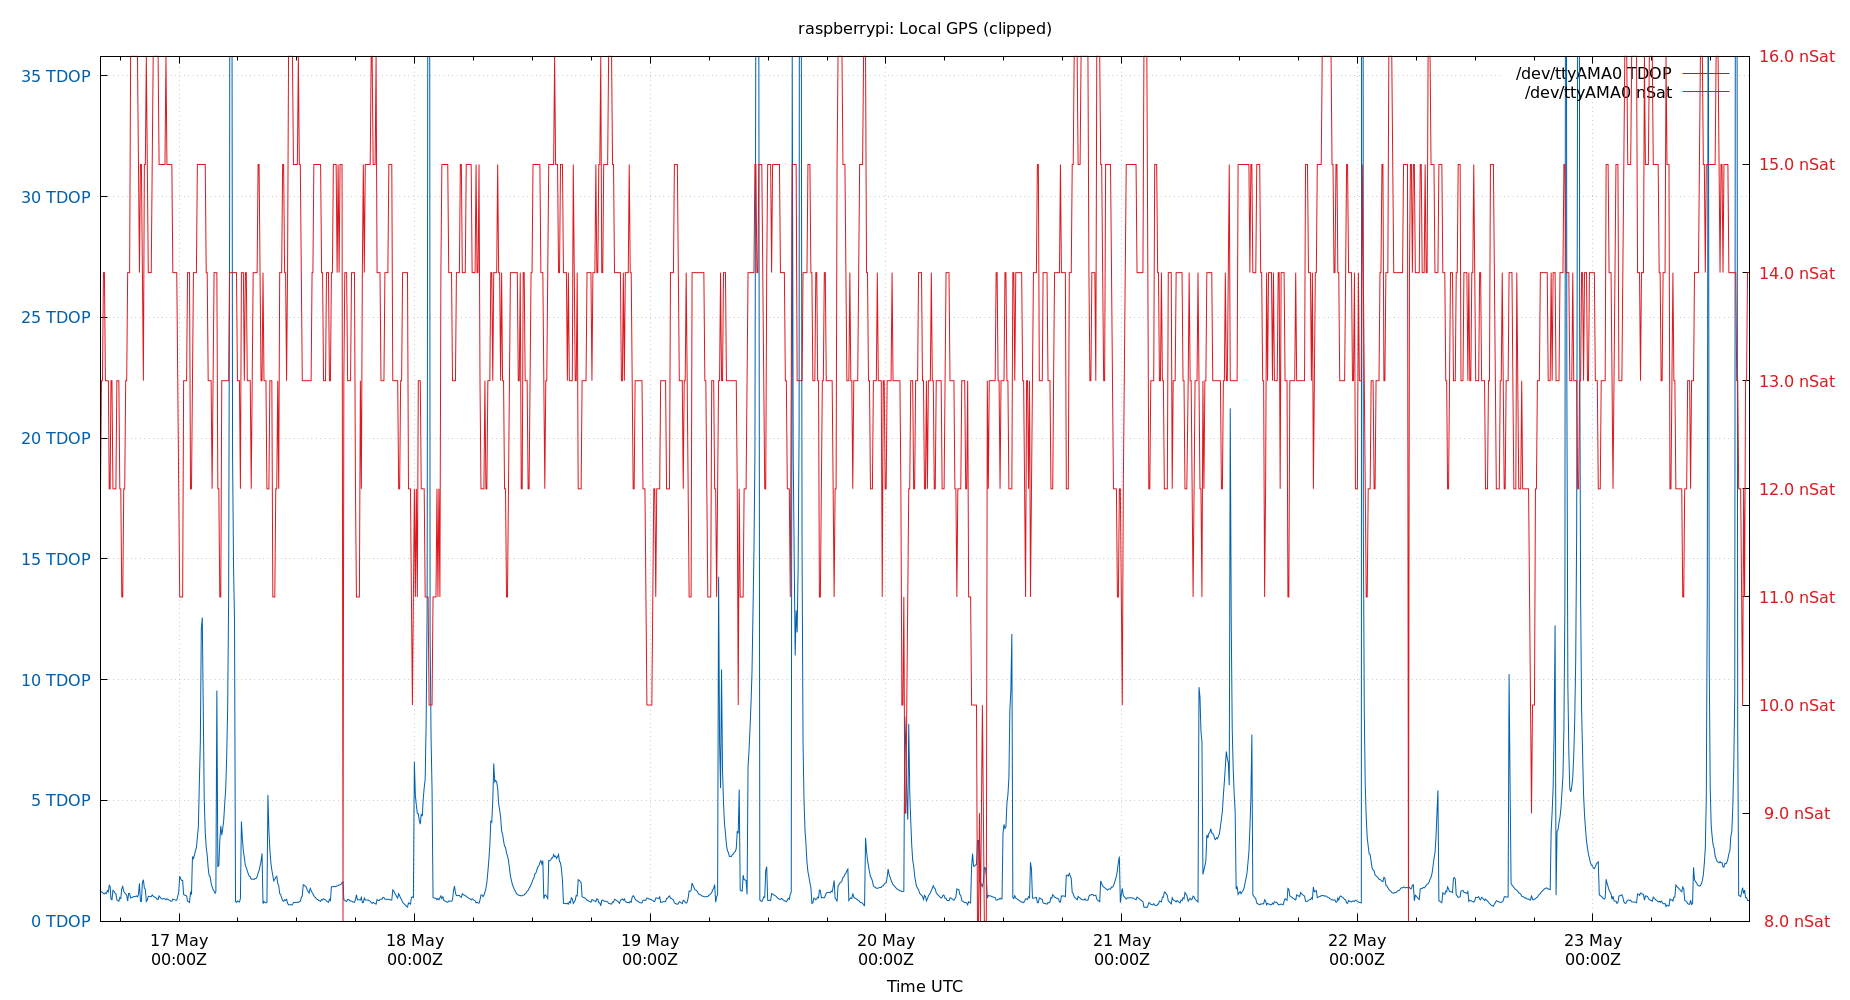 raspberrypi: Local GPS (clipped)
35 TDOP
30 TDOP
25 TDOP
20 TDOP
15 TDOP
10 TDOP
5 TDOP
0 TDOP
16.0 nSat
15.0 nSat
14.0 nSat
13.0 nSat
12.0 nSat
11.0 nSat
10.0 nSat
9.0 nSat
8.0 nSat
/dev/ttyAMA0 TDOP
/dev/ttyAMA0 nSat
17 May
00:00Z
18 May
00:00Z
19 May
00:00Z
20 May
00:00Z
21 May
00:00Z
22 May
00:00Z
23 May
00:00Z
Time UTC